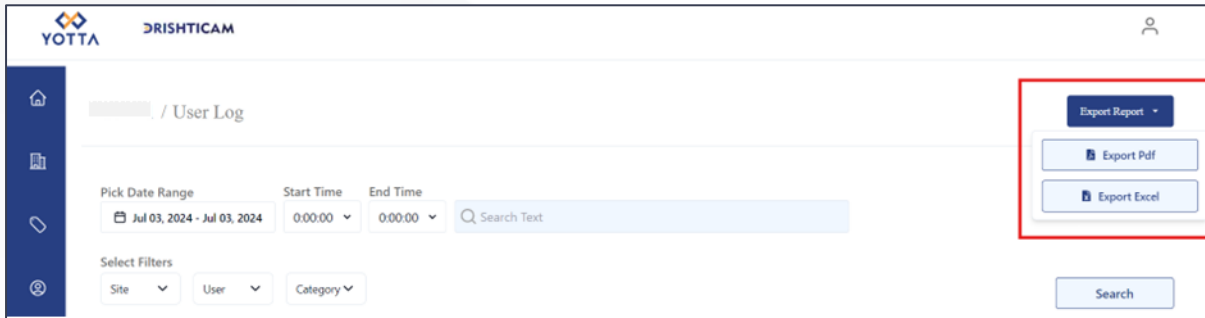 YOTTA
DRISHTICAM
/ User Log
Export Report
Export Pdf
Export Excel
Pick Date Range
Start Time
End Time
Jul 03, 2024 - Jul 03, 2024
0:00:00
0:00:00
Search Text
Select Filters
Site
User
Category
Search